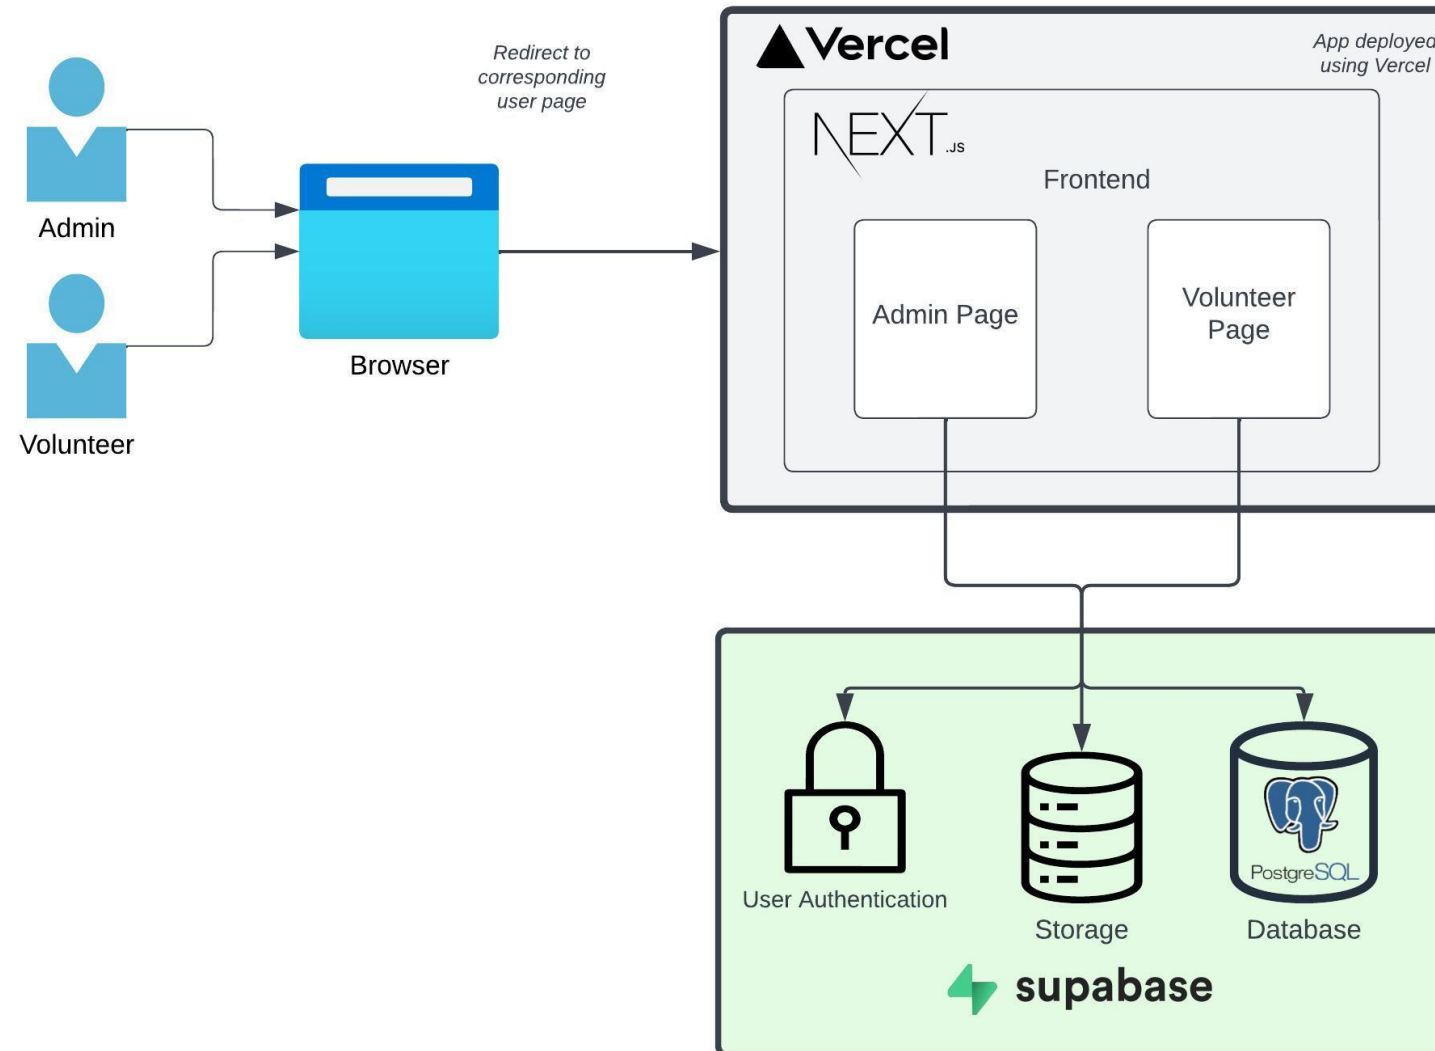 Redirect to
corresponding
user page
Vercel
App deployed
using Vercel
NEXT.JS
Frontend
Admin
Admin Page
Volunteer
Page
Browser
Volunteer
PostgreSQL
User Authentication
Storage
Database
supabase